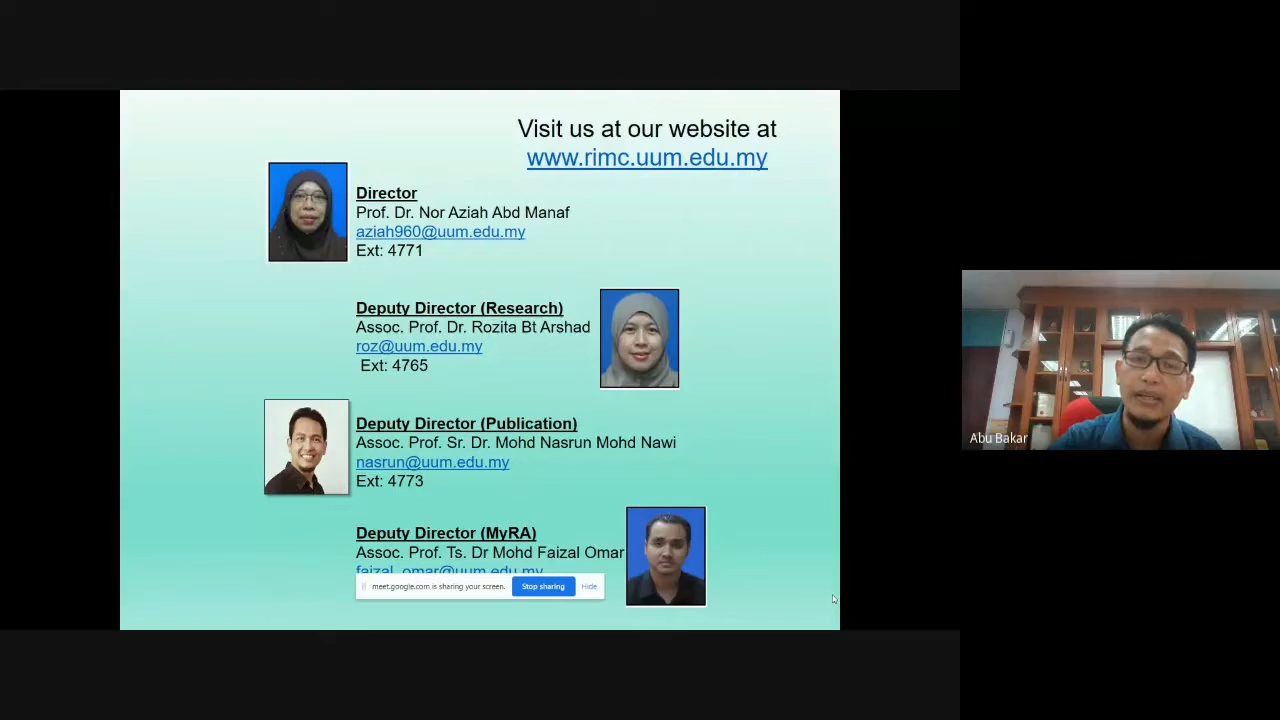 Visit us at our website at
www.rimc.uum.edu.my
Director
Prof. Dr. Nor Aziah Abd Manaf
aziah960@uum.edu.my
Ext: 4771
Deputy Director (Research)
Assoc. Prof. Dr. Rozita Bt Arshad
roz@uum.edu.my
Ext: 4765
Deputy Director (Publication)
Assoc. Prof. Sr. Dr. Mohd Nasrun Mohd Nawi
nasrun@uum.edu.my
Ext: 4773
Deputy Director (MyRA)
Assoc. Prof. Ts. Dr Mohd Faizal Omar
faizal_omar@uum.edu.my
meet.google.com is sharing your screen. Stop sharing Hide
Abu Bakar